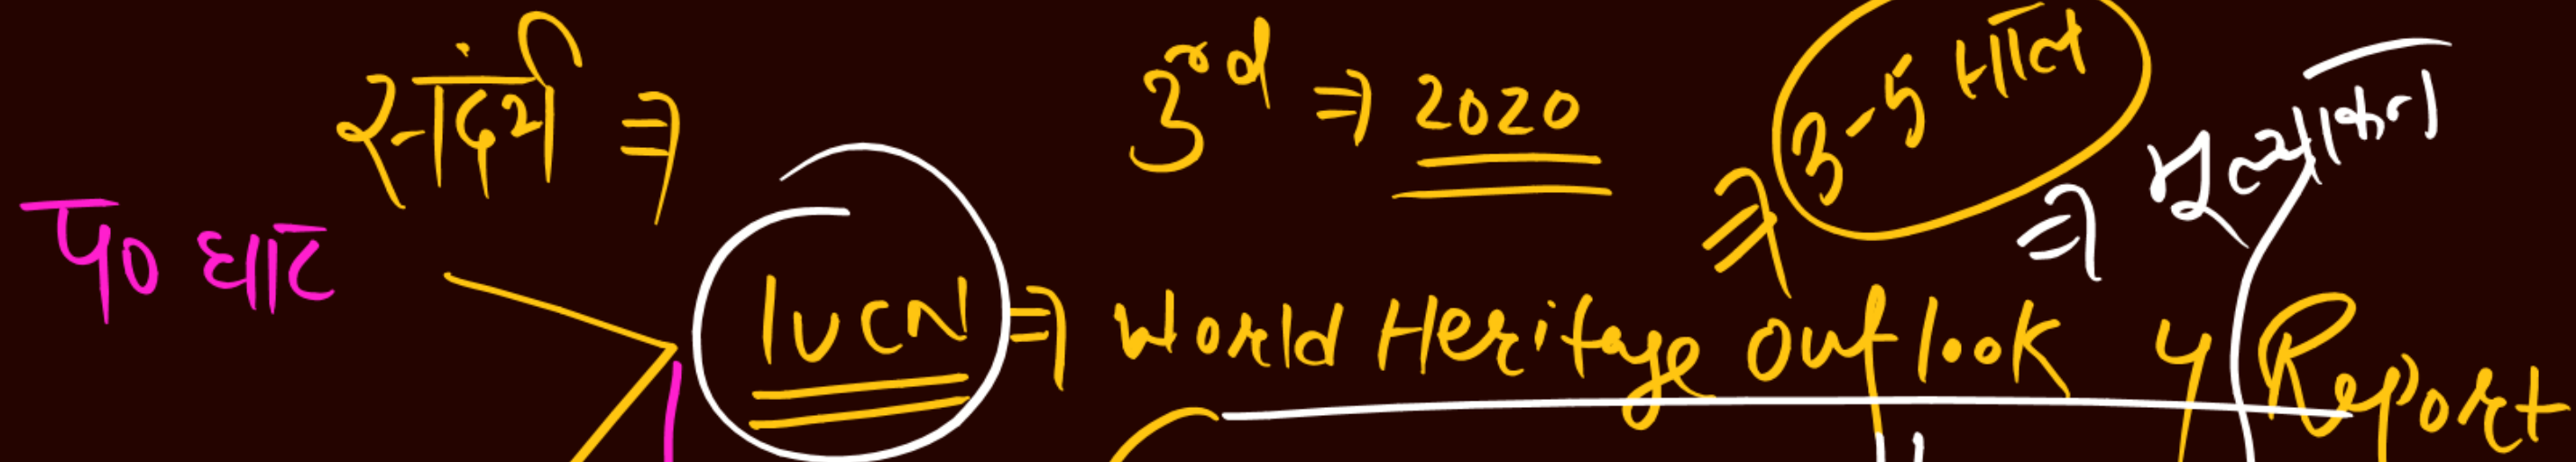 संदर्भ ⇒ 3rd ⇒ 2020 ⇒ 3-5 साल ⇒ मूल्यांकन
प० घाट
IUCN ⇒ World Heritage Outlook 4 Report